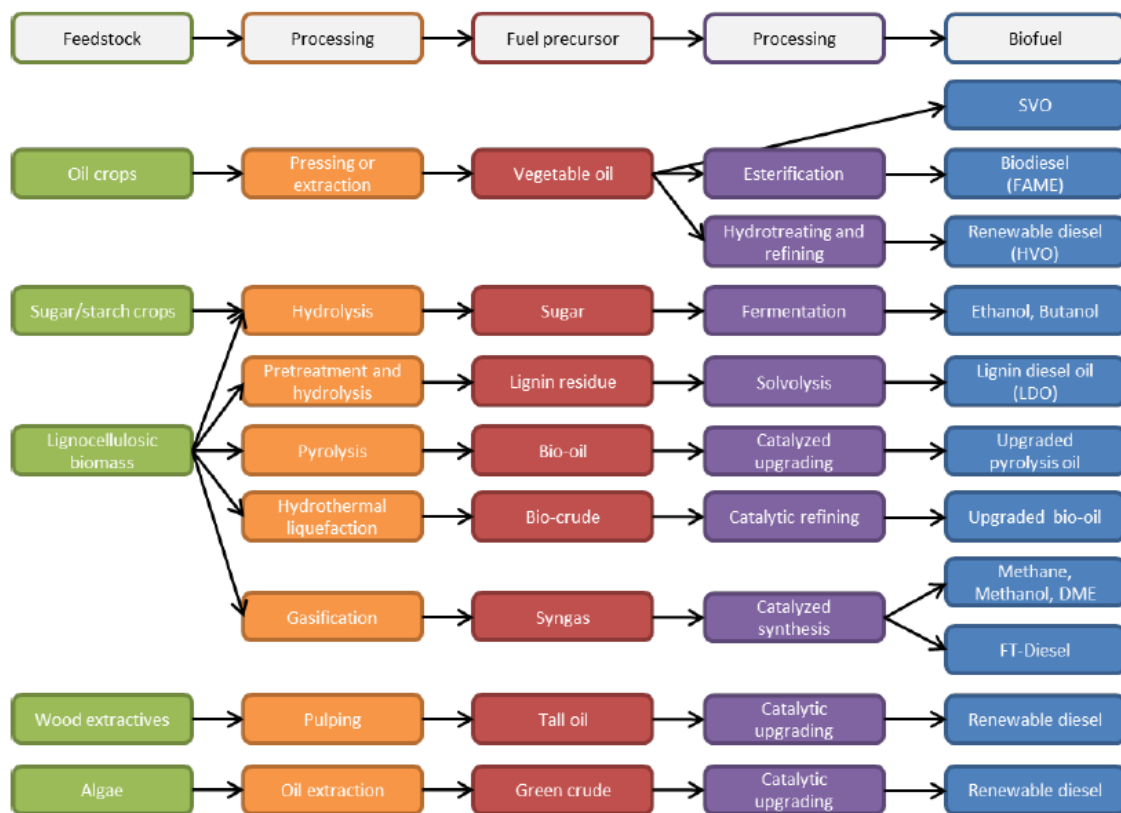 Feedstock
Processing
Fuel precursor
Processing
Biofuel
SVO
Oil crops
Pressing or
extraction
Vegetable oil
Esterification
Biodiesel
(FAME)
Hydrotreating and
refining
Renewable diesel
(HVO)
Sugar/starch crops
Hydrolysis
Sugar
Fermentation
Ethanol, Butanol
Pretreatment and
hydrolysis
Lignin residue
Solvolysis
Lignin diesel oil
(LDO)
Lignocellulosic
biomass
Pyrolysis
Bio-oil
Catalyzed
upgrading
Upgraded
pyrolysis oil
Hydrothermal
liquefaction
Bio-crude
Catalytic refining
Upgraded bio-oil
Gasification
Syngas
Catalyzed
synthesis
Methane,
Methanol, DME
FT-Diesel
Wood extractives
Pulping
Tall oil
Catalytic
upgrading
Renewable diesel
Algae
Oil extraction
Green crude
Catalytic
upgrading
Renewable diesel